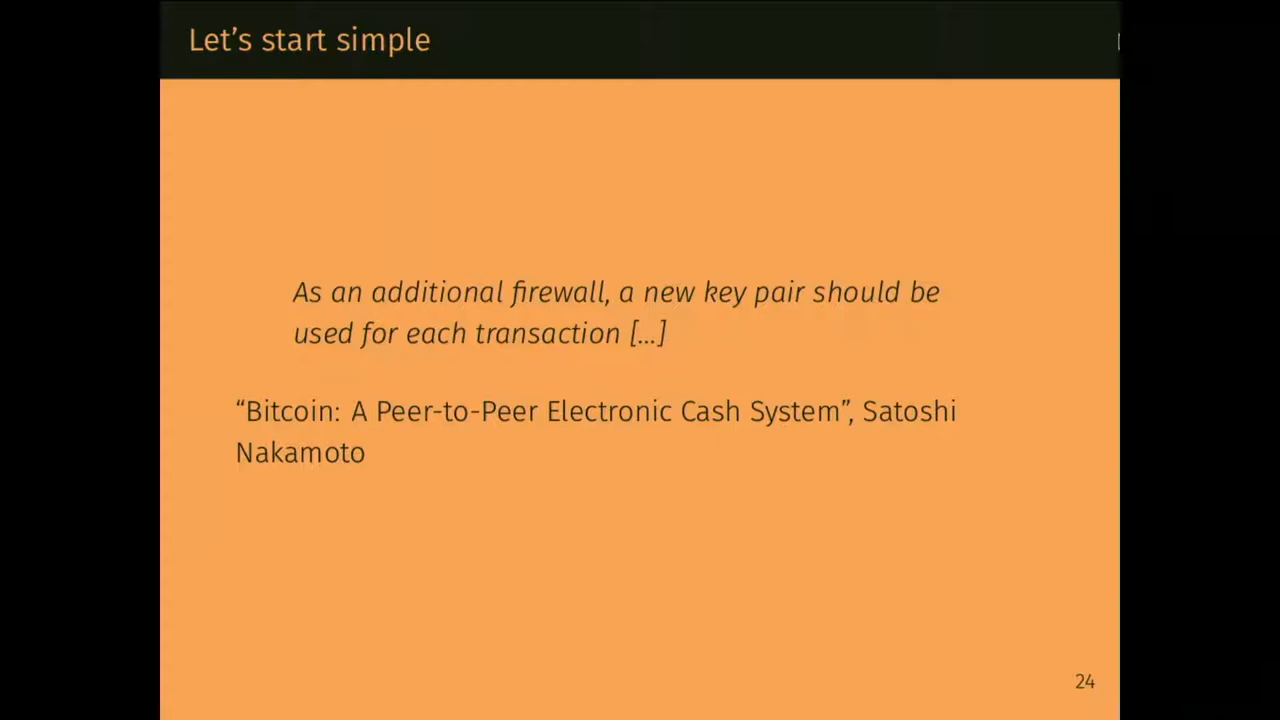 Let’s start simple
As an additional firewall, a new key pair should be
used for each transaction [...]
“Bitcoin: A Peer-to-Peer Electronic Cash System”, Satoshi
Nakamoto
24